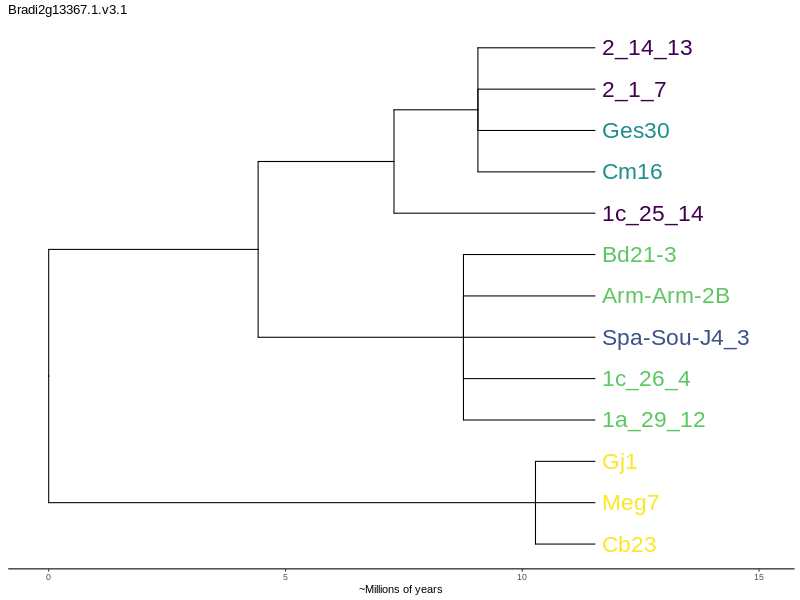 Bradi2g13367.1.v3.1
2_14_13
2_1_7
Ges30
Cm16
1c_25_14
Bd21-3
Arm-Arm-2B
Spa-Sou-J4_3
1c_26_4
1a_29_12
Gj1
Meg7
Cb23
0 5 10 15
~Millions of years